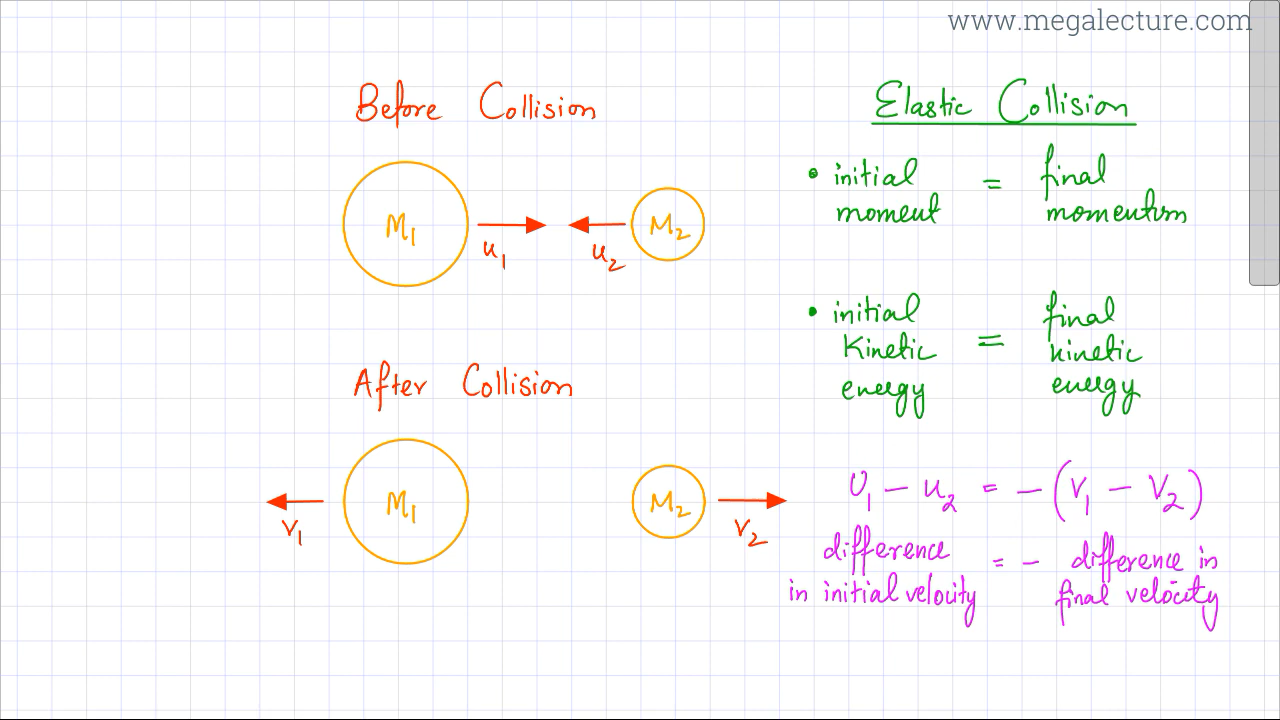 www.megalecture.com
Before Collision
M₁
u₁
u₂
M₂
After Collision
V₁
M₁
M₂
V₂
Elastic Collision
• initial = final
moment momentum
• initial final
Kinetic = kinetic
energy energy
U₁ - u₂ = -(V₁ - V₂)
difference = - difference in
in initial velocity final velocity